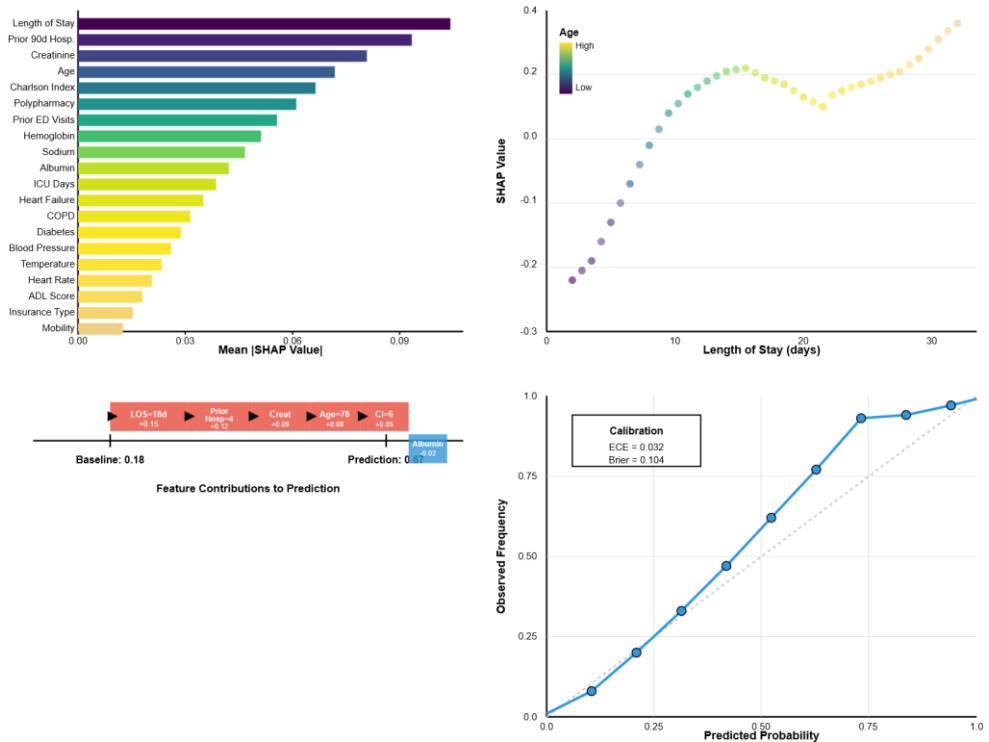 Length of Stay
Prior 90d Hosp.
Creatinine
Age
Charlson Index
Polypharmacy
Prior ED Visits
Hemoglobin
Sodium
Albumin
ICU Days
Heart Failure
COPD
Diabetes
Blood Pressure
Temperature
Heart Rate
ADL Score
Insurance Type
Mobility
0.00
0.03
0.06
0.09
Mean |SHAP Value|
0.4
0.2
0.0
-0.1
-0.2
-0.3
SHAP Value
Age
High
Low
10
20
30
Length of Stay (days)
LOS=18d
+0.15
Prior
Hosp=4
+0.12
Creat
+0.09
Age=78
+0.08
CI=6
+0.05
Albumin
-0.02
Baseline: 0.18
Prediction: 0.67
Feature Contributions to Prediction
1.0
0.75
0.50
0.25
0.0
Observed Frequency
Calibration
ECE = 0.032
Brier = 0.104
0.0
0.25
0.50
0.75
1.0
Predicted Probability